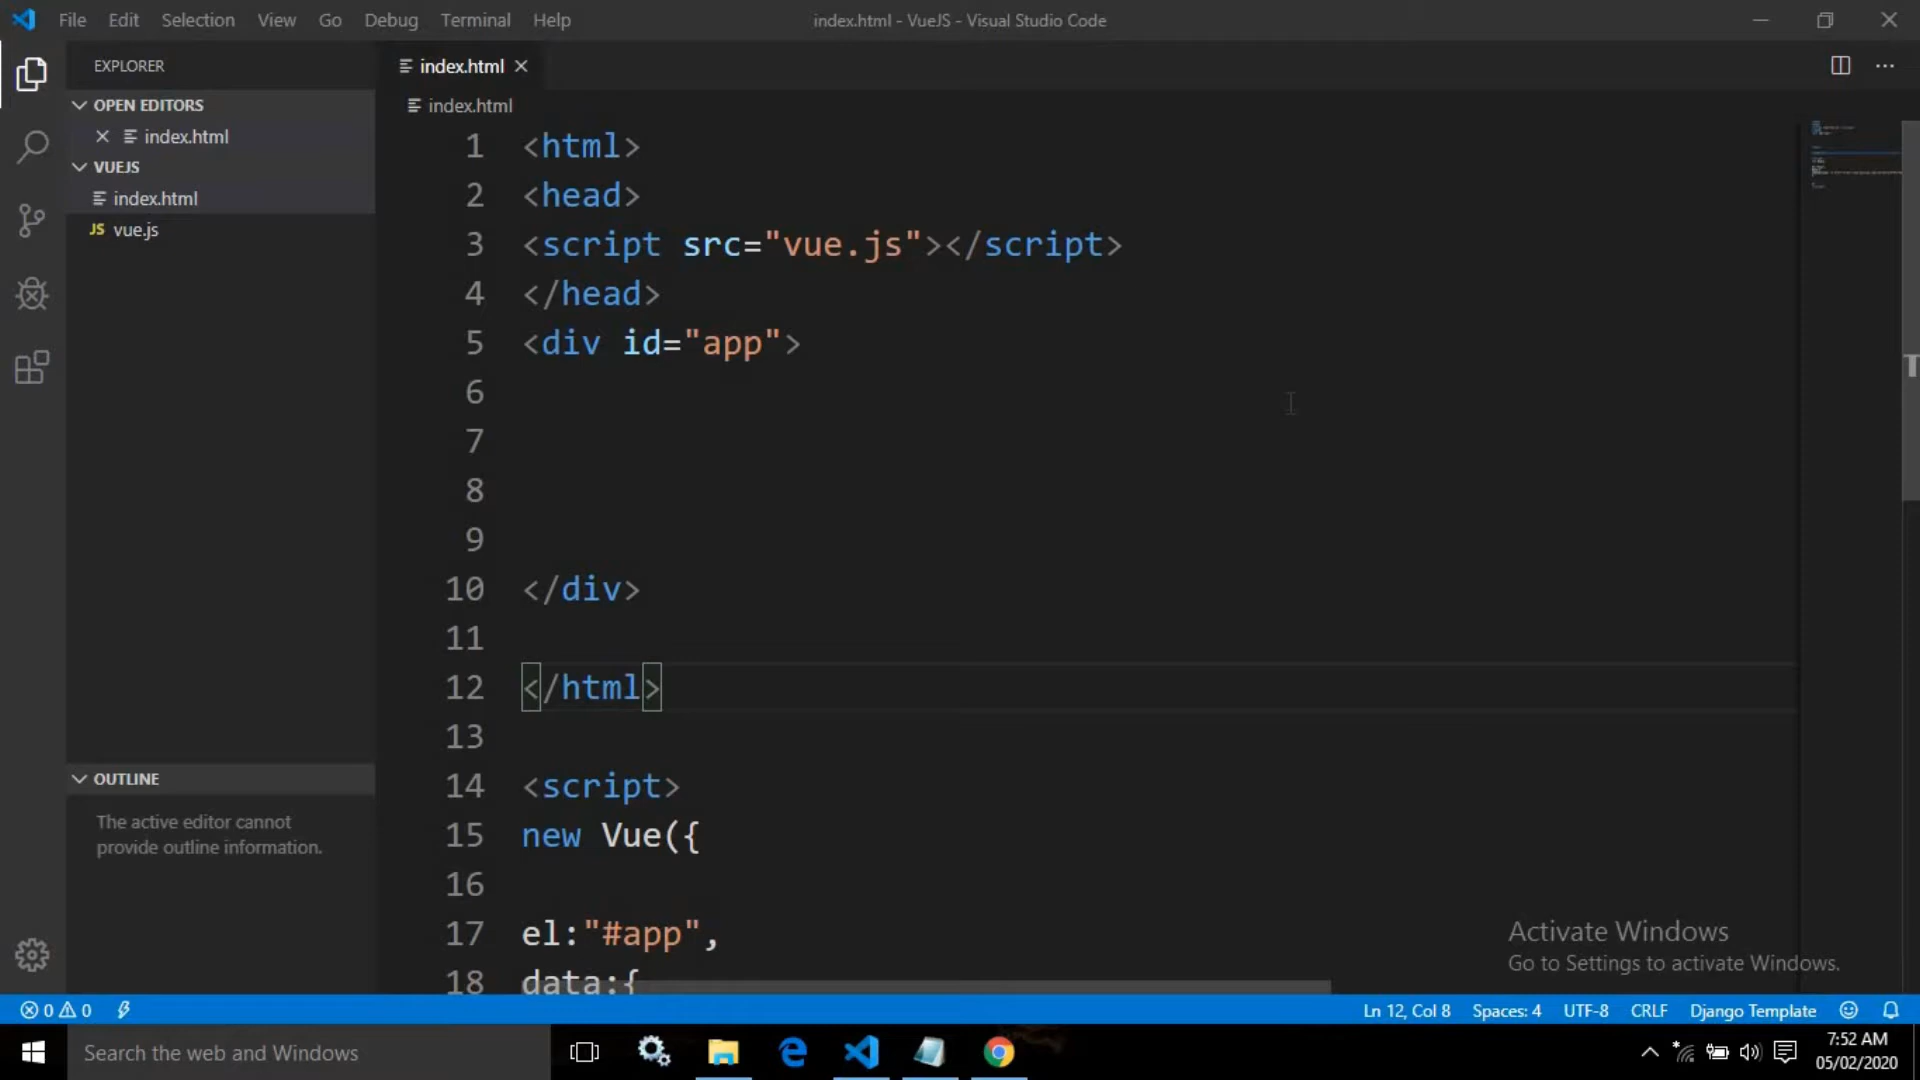 File Edit Selection View Go Debug Terminal Help
index.html - VueJS - Visual Studio Code
EXPLORER
OPEN EDITORS
index.html
VUEJS
index.html
JS vue.js
OUTLINE
The active editor cannot
provide outline information.
index.html
index.html
1 <html>
2 <head>
3 <script src="vue.js"></script>
4 </head>
5 <div id="app">
6
7
8
9
10 </div>
11
12 </html>
13
14 <script>
15 new Vue({
16
17 el:"#app",
18 data:{
Activate Windows
Go to Settings to activate Windows.
0 0
Ln 12, Col 8 Spaces: 4 UTF-8 CRLF Django Template
Search the web and Windows
7:52 AM
05/02/2020